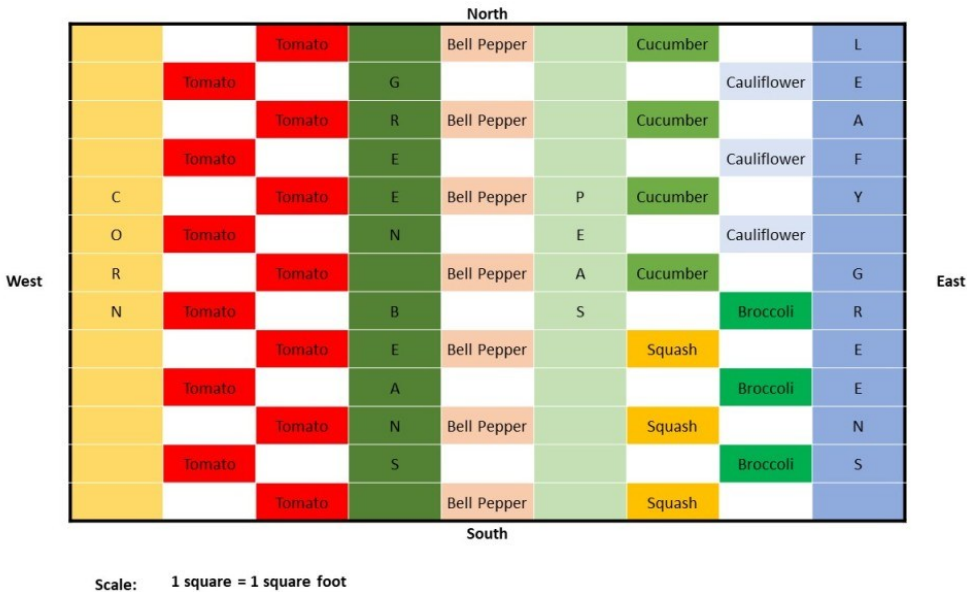 North
Tomato Bell Pepper Cucumber L
Tomato G Cauliflower E
Tomato R Bell Pepper Cucumber A
Tomato E Cauliflower F
C Tomato E Bell Pepper P Cucumber Y
O Tomato N E Cauliflower
R Tomato Bell Pepper A Cucumber G
N Tomato B S Broccoli R
Tomato E Bell Pepper Squash E
Tomato A Broccoli E
Tomato N Bell Pepper Squash N
Tomato S Broccoli S
Tomato Bell Pepper Squash
West
East
South
Scale: 1 square = 1 square foot